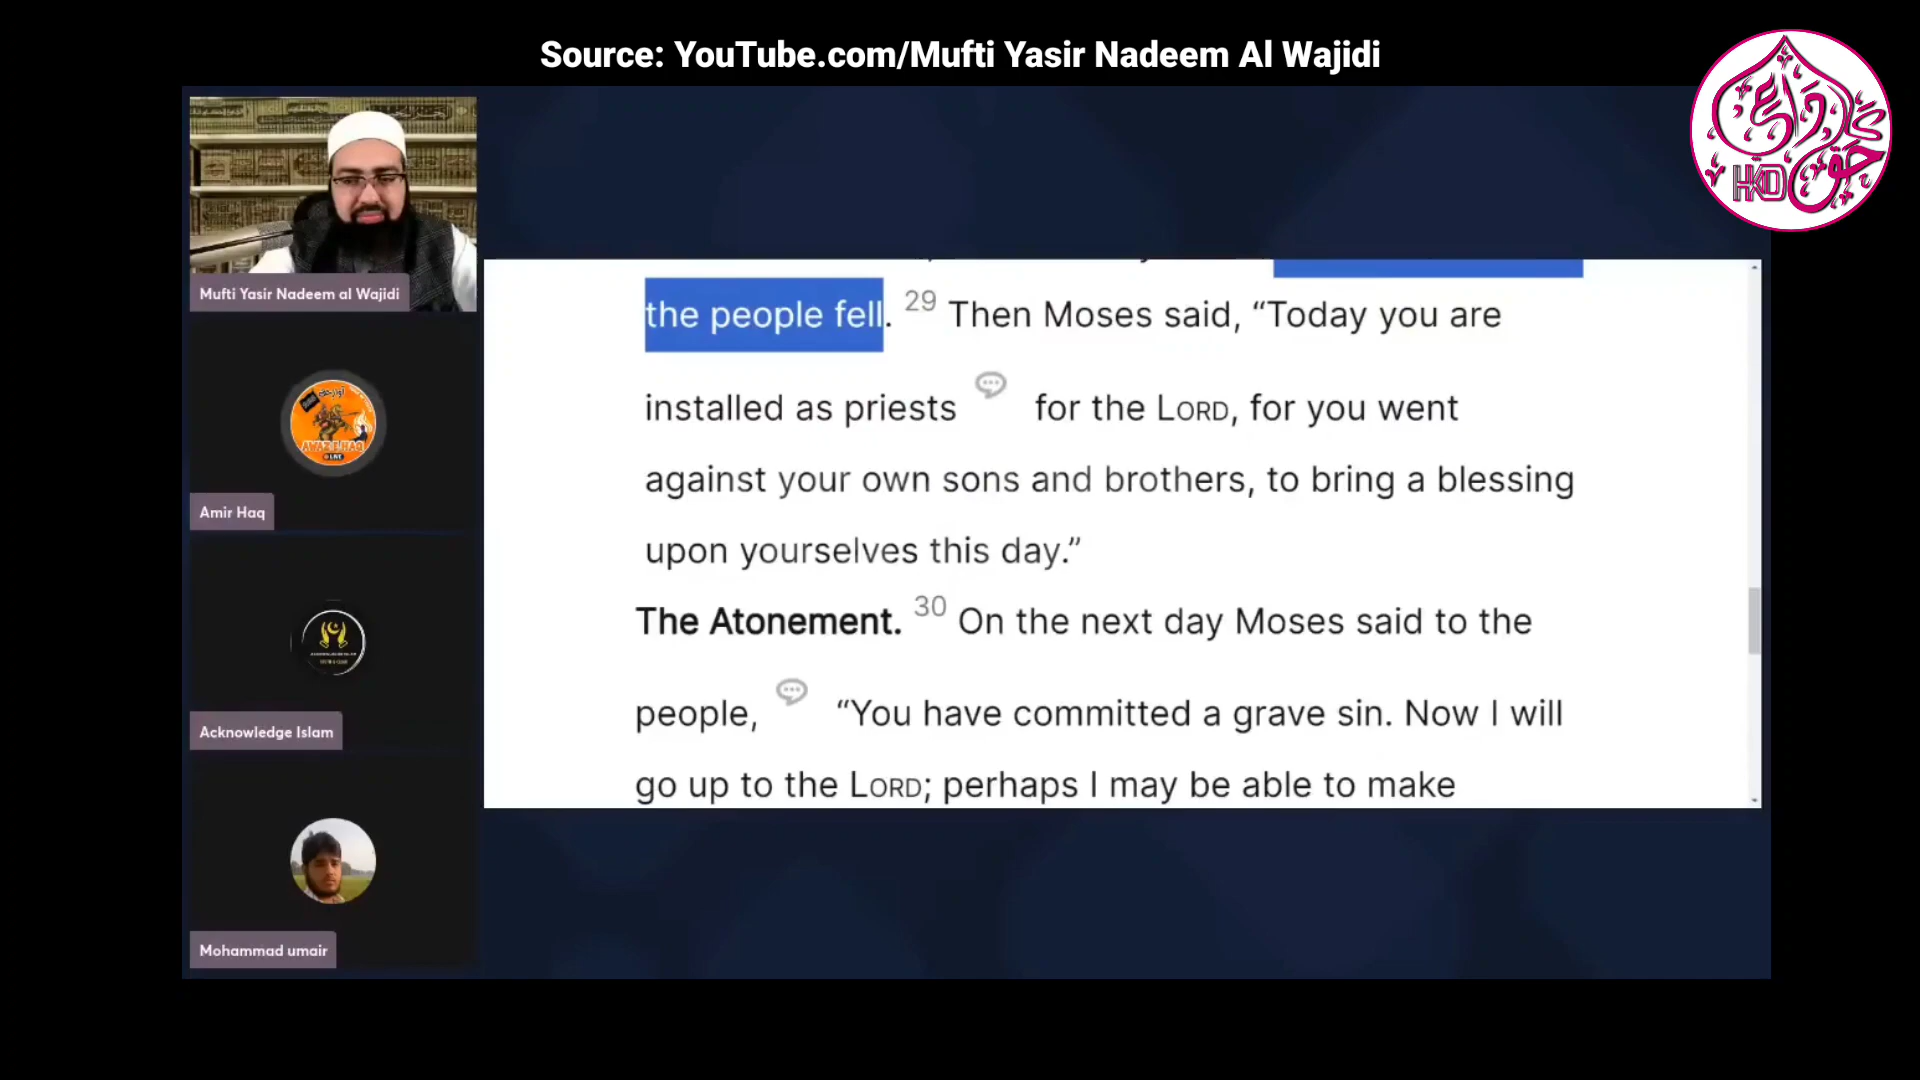 Source: YouTube.com/Mufti Yasir Nadeem Al Wajidi
HKD
Mufti Yasir Nadeem al Wajidi
AWAZ E HAQ
LIVE
Amir Haq
Acknowledge Islam
Mohammad umair
the people fell. 29 Then Moses said, “Today you are
installed as priests for the LORD, for you went
against your own sons and brothers, to bring a blessing
upon yourselves this day.”
The Atonement. 30 On the next day Moses said to the
people, “You have committed a grave sin. Now I will
go up to the LORD; perhaps I may be able to make